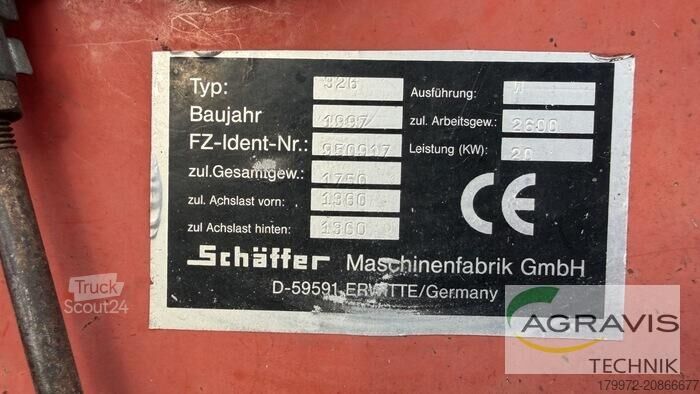 Typ: 326
Baujahr 1997
FZ-Ident-Nr.: 950917
zul.Gesamtgew.: 1750
zul. Achslast vorn: 1360
zul Achslast hinten: 1360
Ausführung: W
zul. Arbeitsgew.: 2600
Leistung (KW): 20
CE
Schäffer Maschinenfabrik GmbH
D-59591 ERWITTE/Germany
Truck
Scout24
AGRAVIS
TECHNIK
179972-20866677